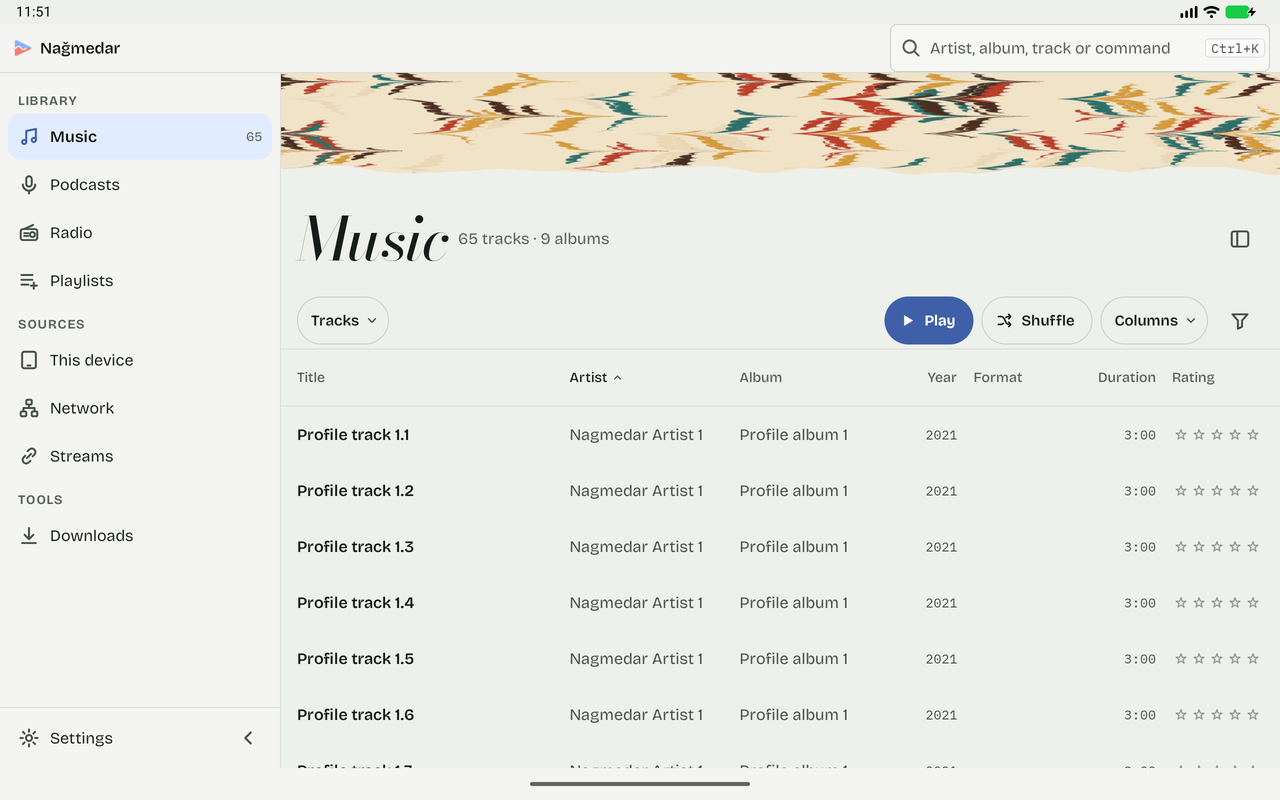 11:51
Nağmedar
Artist, album, track or command Ctrl+K
LIBRARY
Music 65
Podcasts
Radio
Playlists
SOURCES
This device
Network
Streams
TOOLS
Downloads
Settings
Music 65 tracks · 9 albums
Tracks Play Shuffle Columns
Title Artist Album Year Format Duration Rating
Profile track 1.1 Nagmedar Artist 1 Profile album 1 2021 3:00
Profile track 1.2 Nagmedar Artist 1 Profile album 1 2021 3:00
Profile track 1.3 Nagmedar Artist 1 Profile album 1 2021 3:00
Profile track 1.4 Nagmedar Artist 1 Profile album 1 2021 3:00
Profile track 1.5 Nagmedar Artist 1 Profile album 1 2021 3:00
Profile track 1.6 Nagmedar Artist 1 Profile album 1 2021 3:00